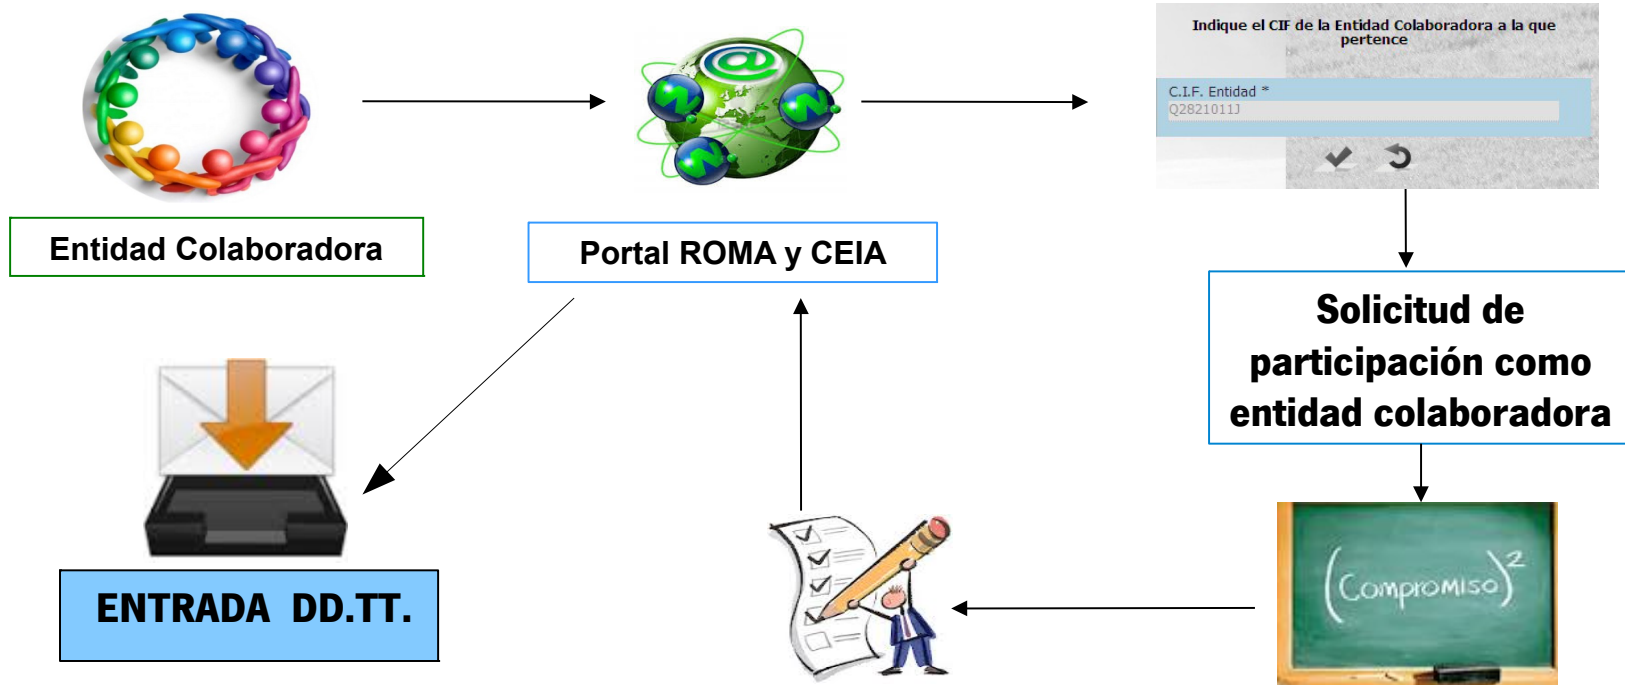 Indique el CIF de la Entidad Colaboradora a la que
pertence
C.I.F. Entidad *
Q2821011J
@
Entidad Colaboradora
Portal ROMA y CEIA
Solicitud de
participación como
entidad colaboradora
(Compromiso)²
ENTRADA DD.TT.